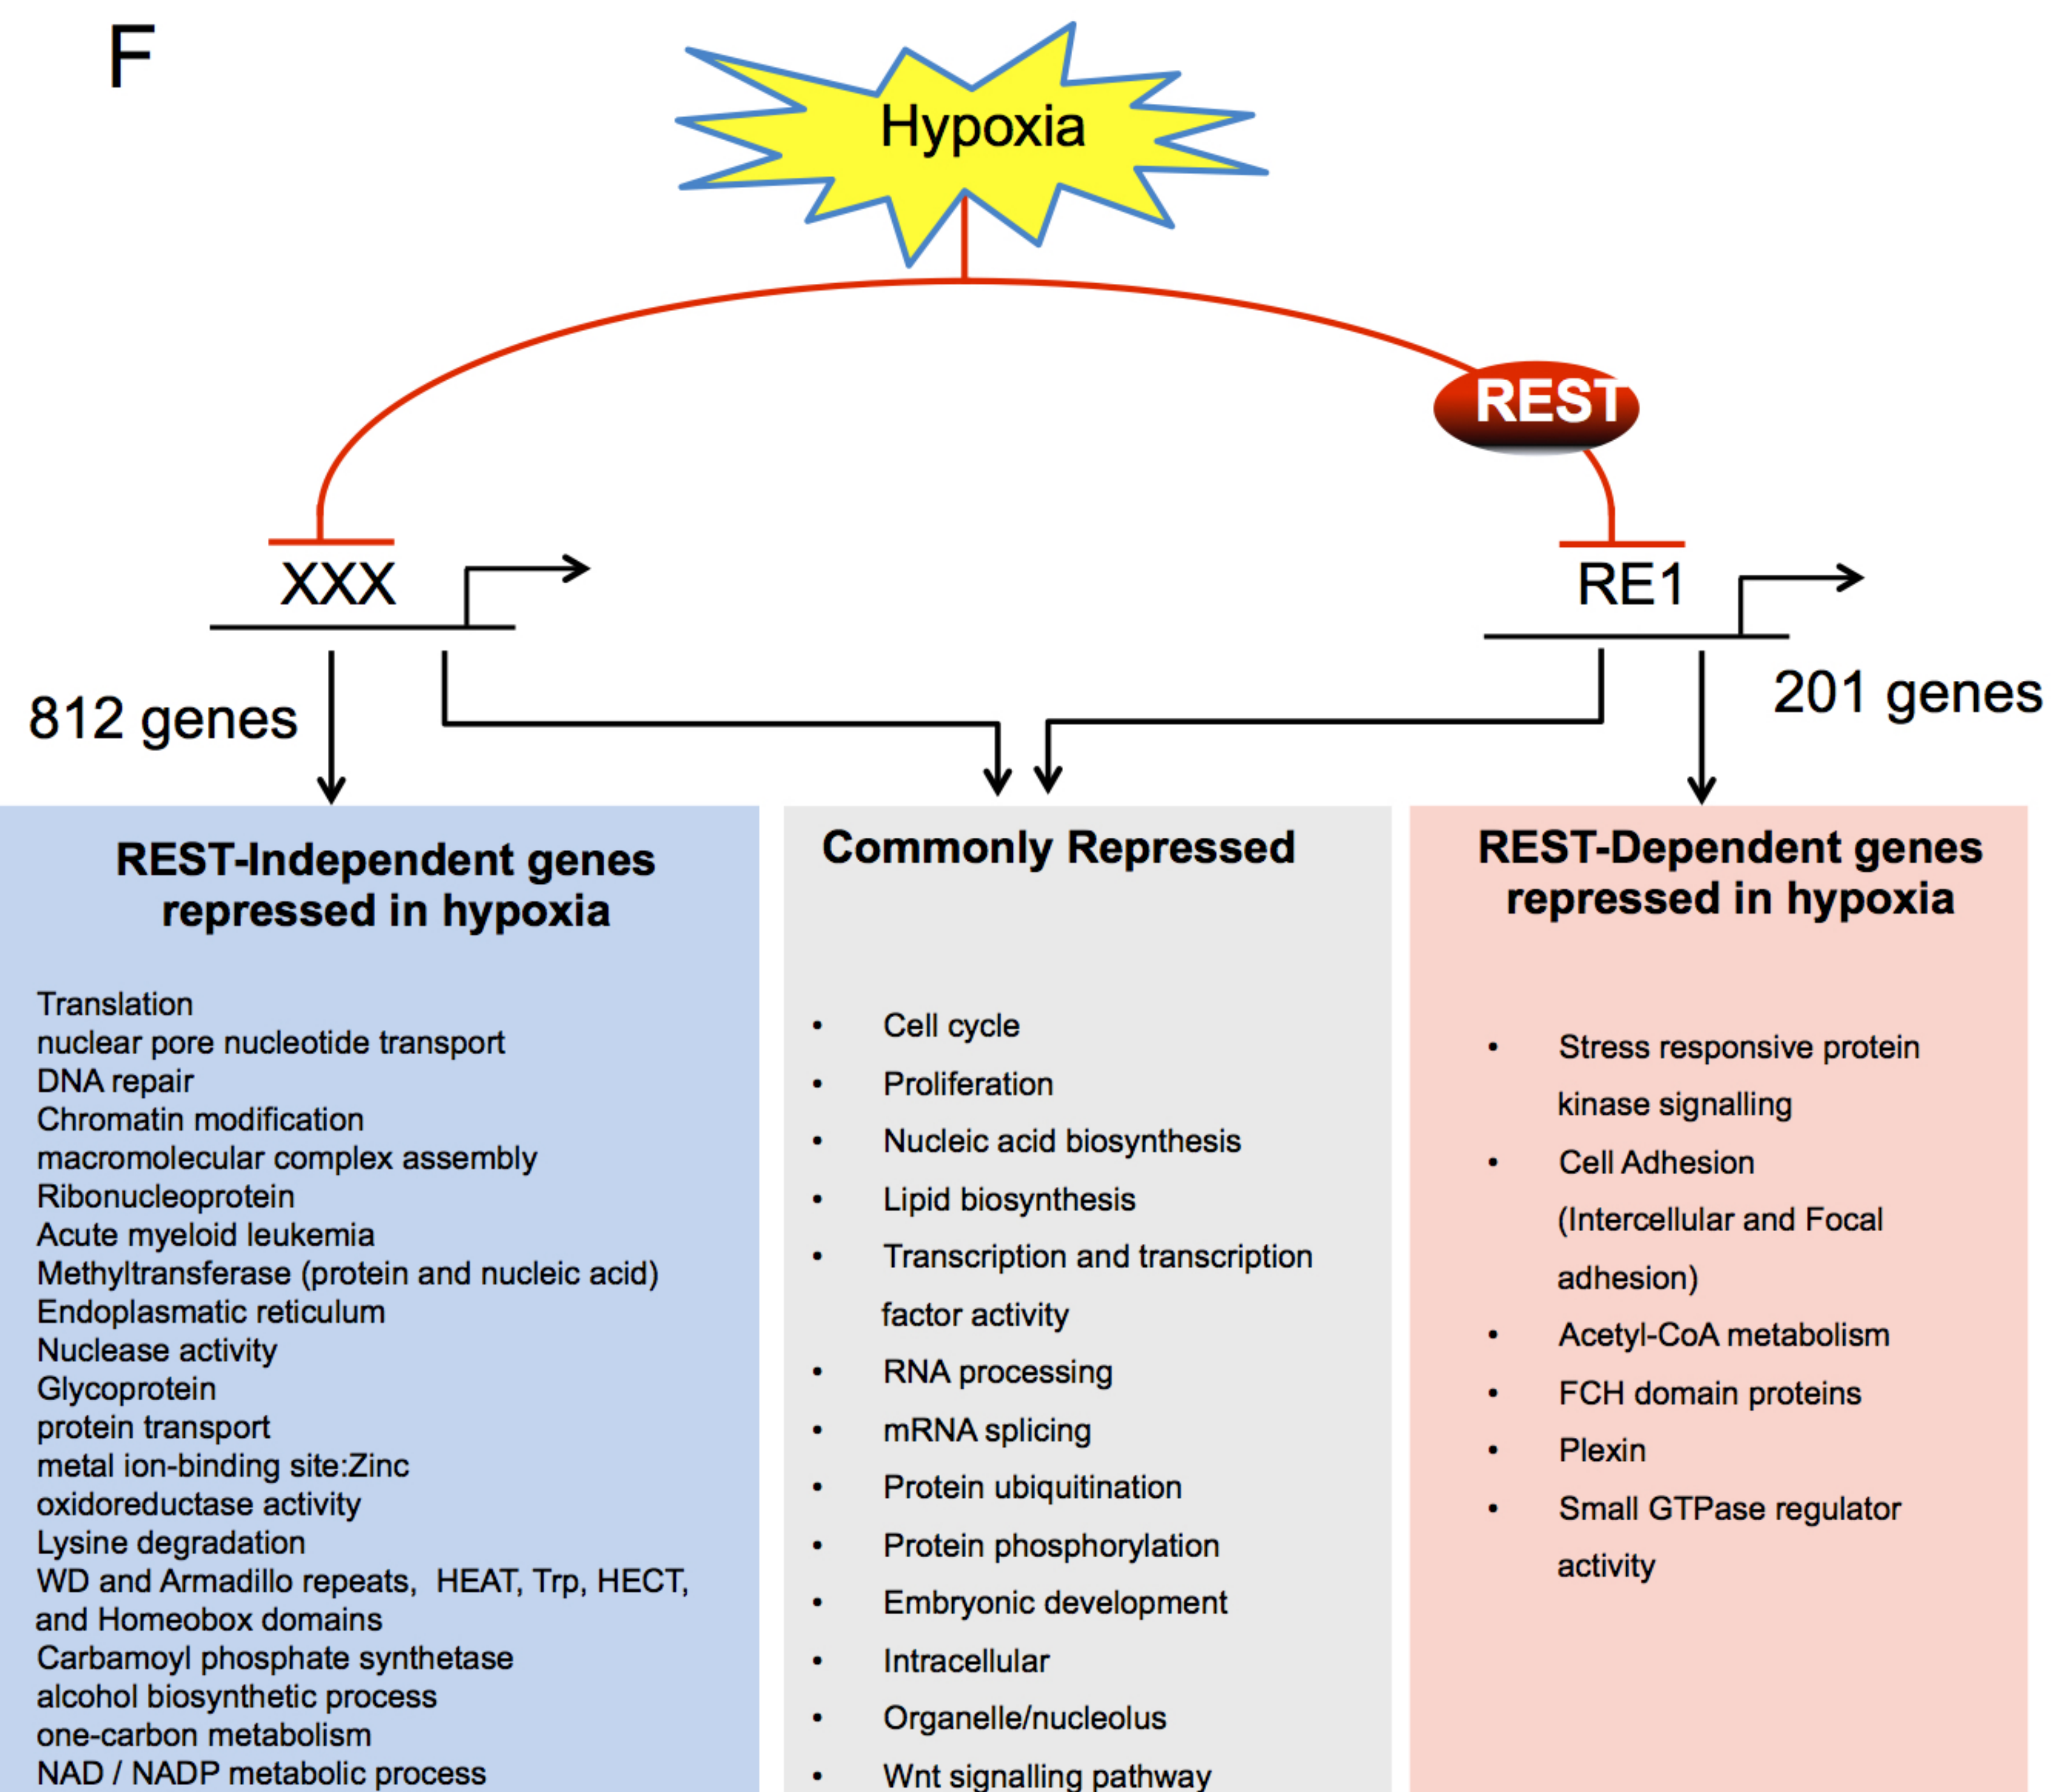 F
Hypoxia
REST
XXX
RE1
812 genes
201 genes
REST-Independent genes
repressed in hypoxia
Translation
nuclear pore nucleotide transport
DNA repair
Chromatin modification
macromolecular complex assembly
Ribonucleoprotein
Acute myeloid leukemia
Methyltransferase (protein and nucleic acid)
Endoplasmatic reticulum
Nuclease activity
Glycoprotein
protein transport
metal ion-binding site:Zinc
oxidoreductase activity
Lysine degradation
WD and Armadillo repeats, HEAT, Trp, HECT,
and Homeobox domains
Carbamoyl phosphate synthetase
alcohol biosynthetic process
one-carbon metabolism
NAD / NADP metabolic process
Commonly Repressed
• Cell cycle
• Proliferation
• Nucleic acid biosynthesis
• Lipid biosynthesis
• Transcription and transcription
factor activity
• RNA processing
• mRNA splicing
• Protein ubiquitination
• Protein phosphorylation
• Embryonic development
• Intracellular
• Organelle/nucleolus
• Wnt signalling pathway
REST-Dependent genes
repressed in hypoxia
• Stress responsive protein
kinase signalling
• Cell Adhesion
(Intercellular and Focal
adhesion)
• Acetyl-CoA metabolism
• FCH domain proteins
• Plexin
• Small GTPase regulator
activity